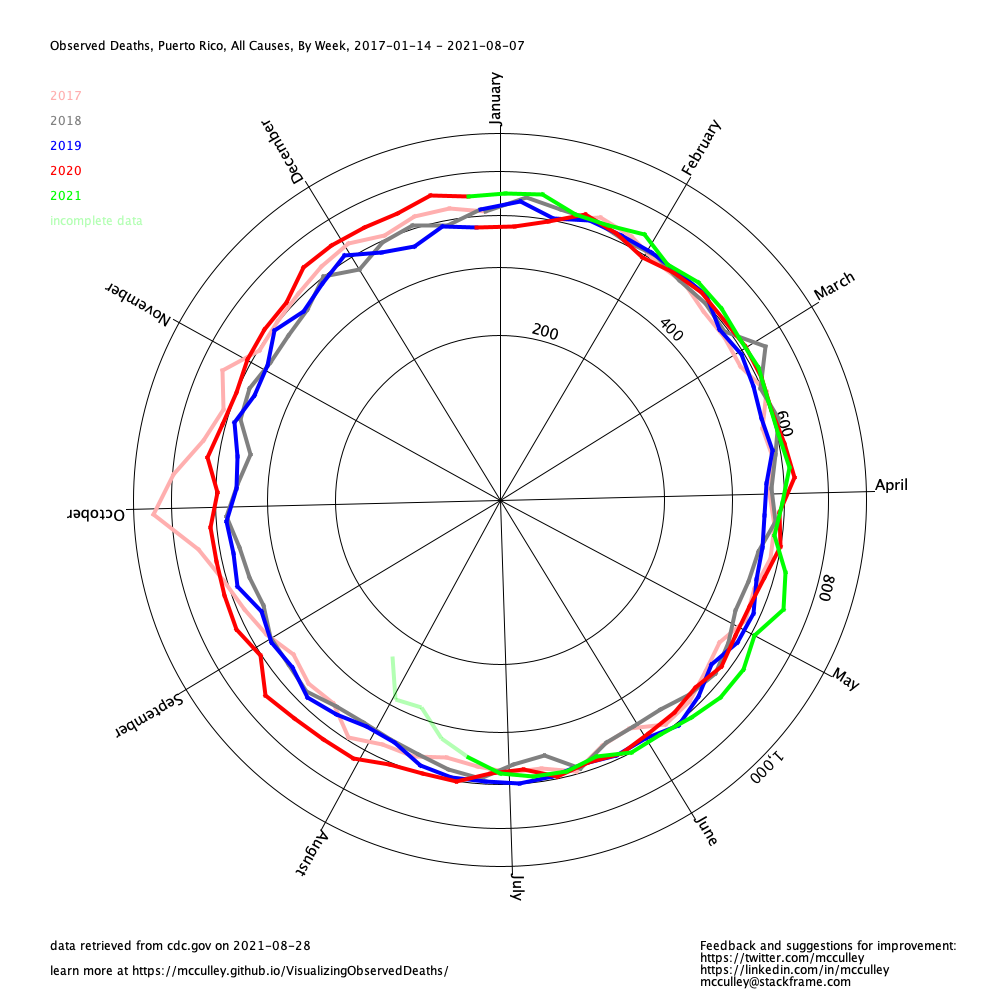 Observed Deaths, Puerto Rico, All Causes, By Week, 2017-01-14 - 2021-08-07
2017
2018
2019
2020
2021
incomplete data
January
February
March
April
May
June
July
August
September
October
November
December
200
400
600
800
1,000
data retrieved from cdc.gov on 2021-08-28
learn more at https://mcculley.github.io/VisualizingObservedDeaths/
Feedback and suggestions for improvement:
https://twitter.com/mcculley
https://linkedin.com/in/mcculley
mcculley@stackframe.com